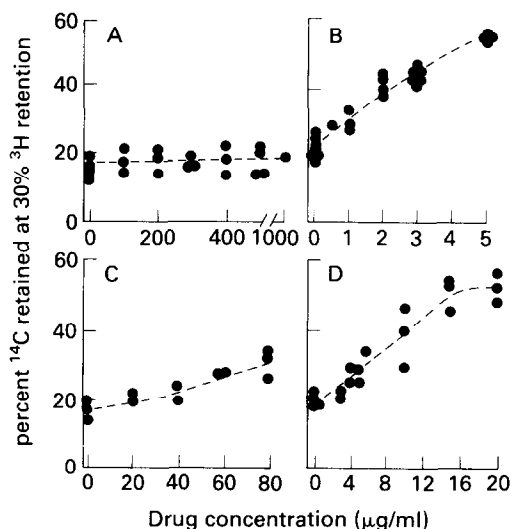 percent ¹⁴C retained at 30% ³H retention
A
60
40
20
0
0 200 400 1000
B
0 1 2 3 4 5
C
60
40
20
0
0 20 40 60 80
D
0 4 8 12 16 20
Drug concentration (μg/ml)